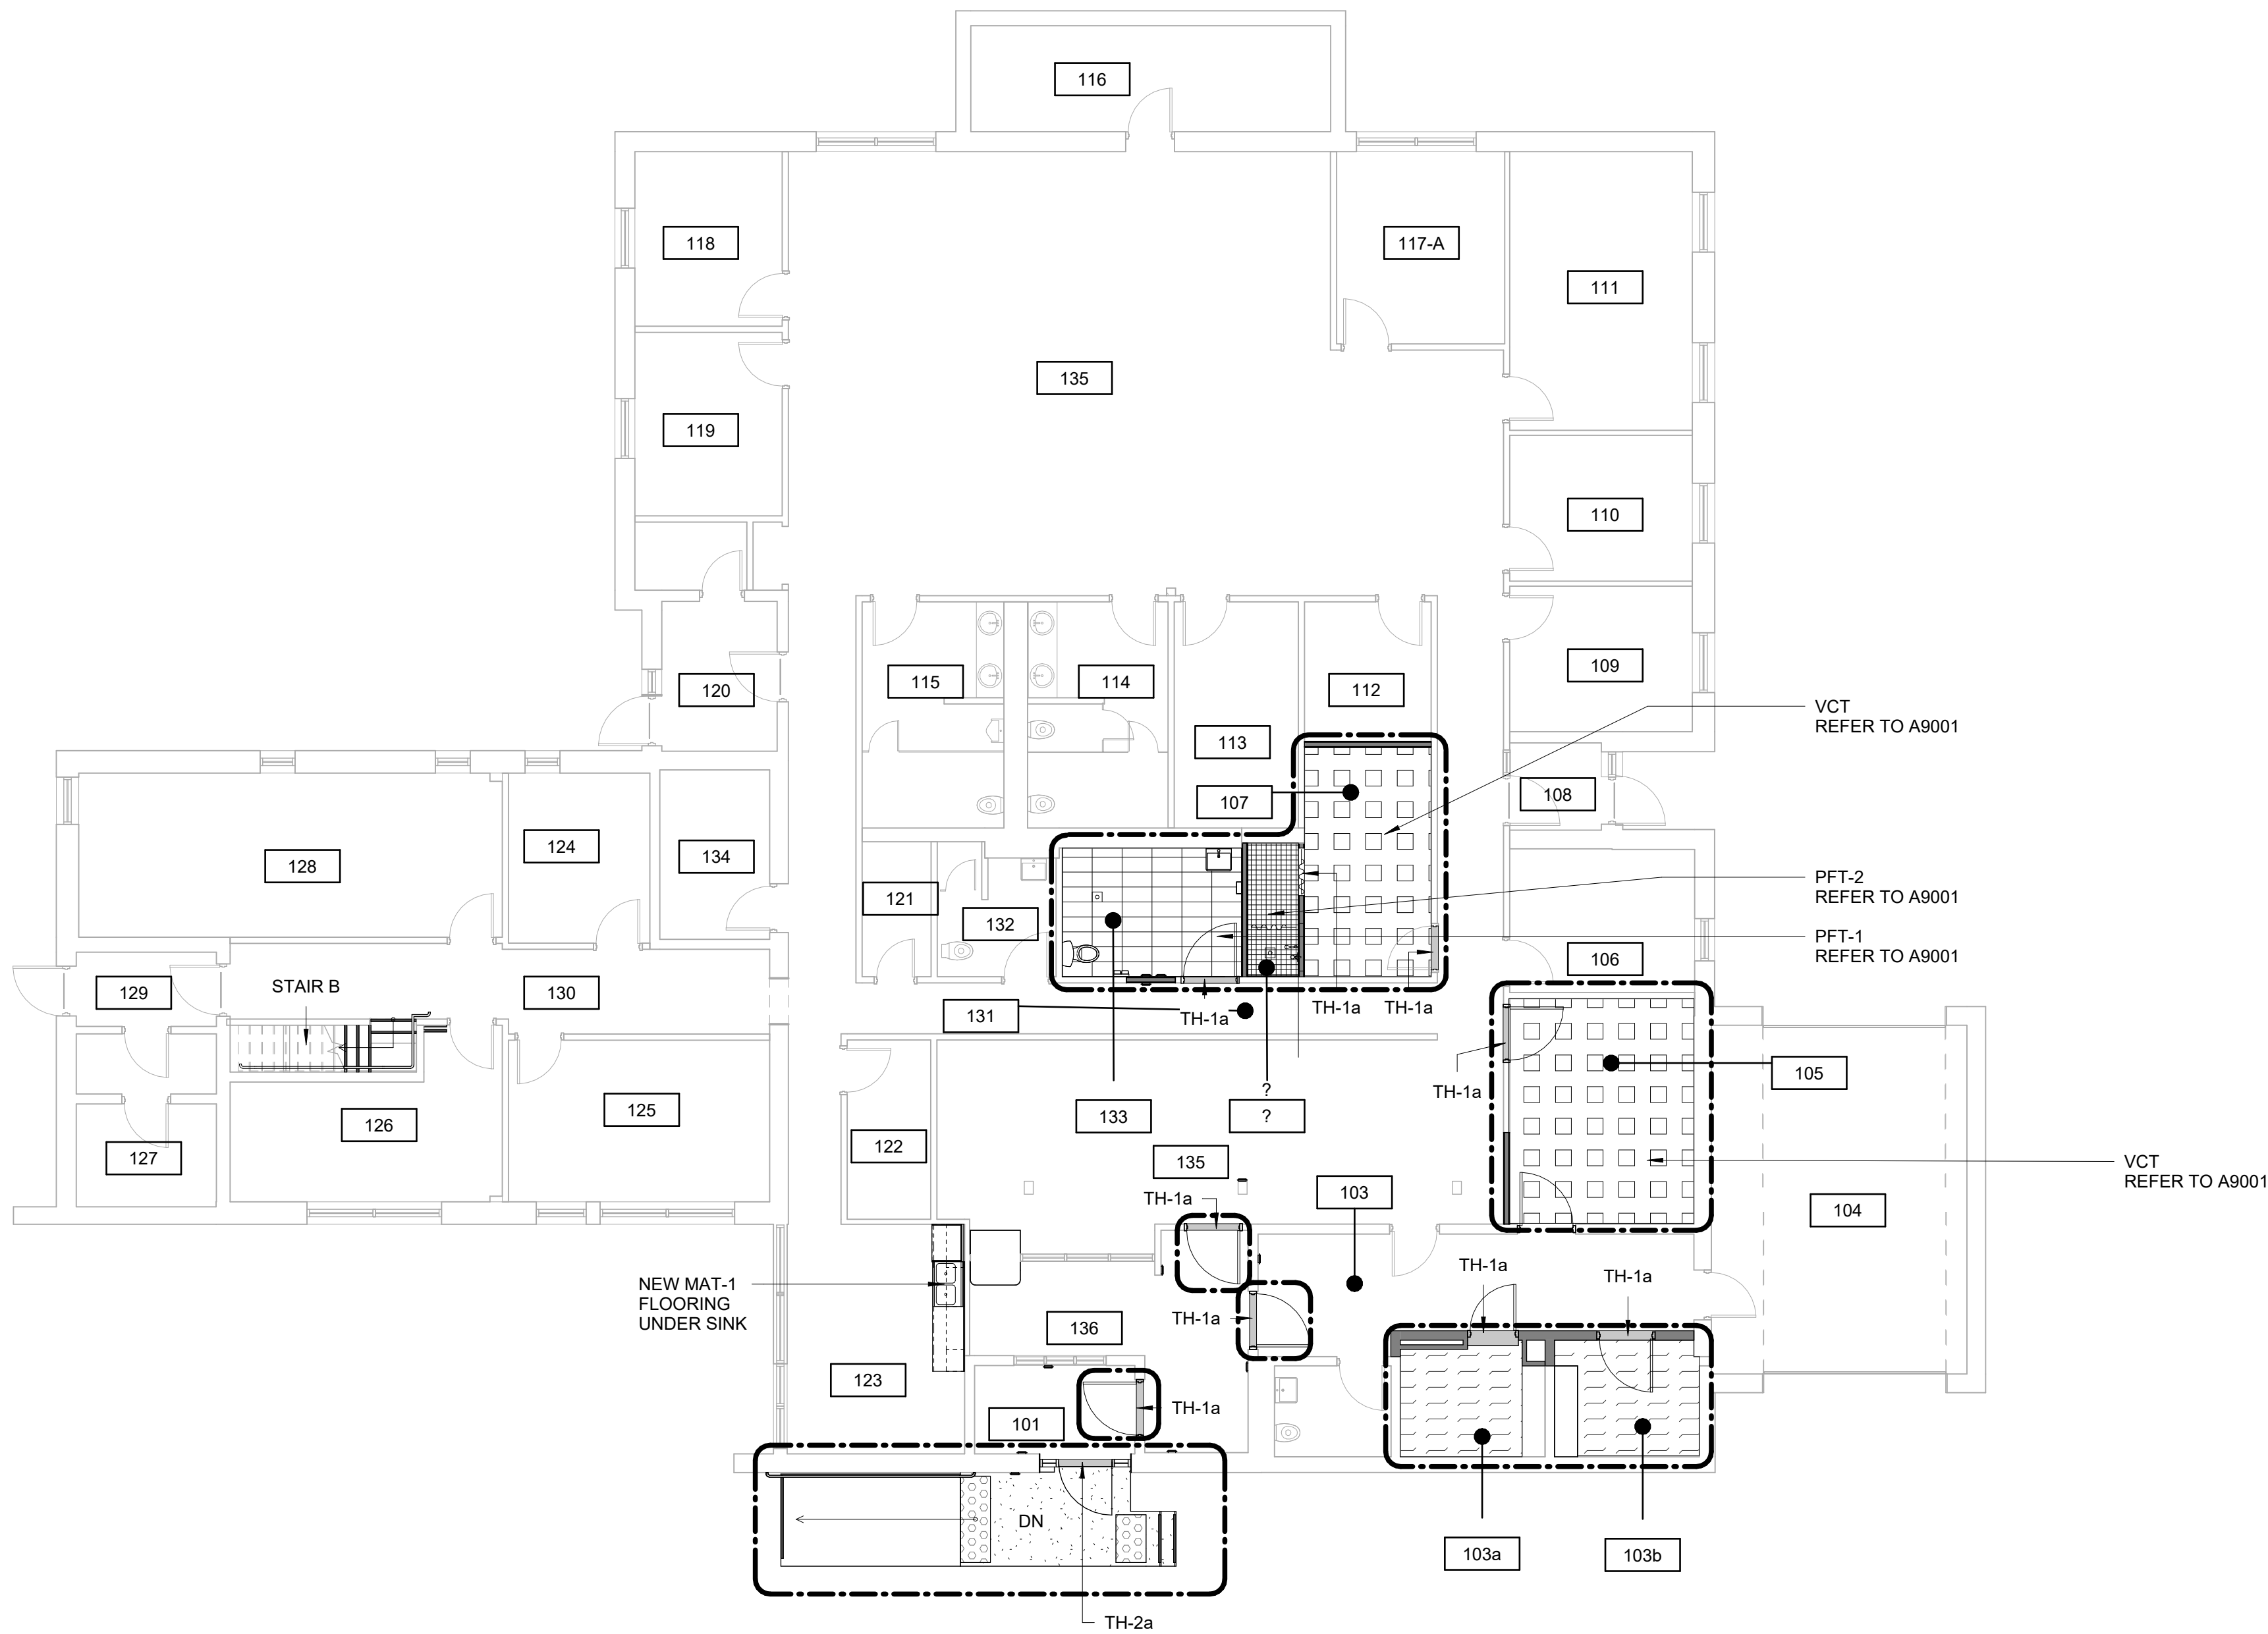 116
118
117-A
111
135
119
110
109
120
115
114
112
VCT
REFER TO A9001
113
107
108
128
124
134
PFT-2
REFER TO A9001
121
132
PFT-1
REFER TO A9001
106
129
STAIR B
130
131
TH-1a
TH-1a
TH-1a
TH-1a
105
?
?
133
126
125
122
127
135
VCT
REFER TO A9001
103
TH-1a
104
NEW MAT-1
FLOORING
UNDER SINK
TH-1a
TH-1a
TH-1a
136
123
101
TH-1a
DN
103a
103b
TH-2a